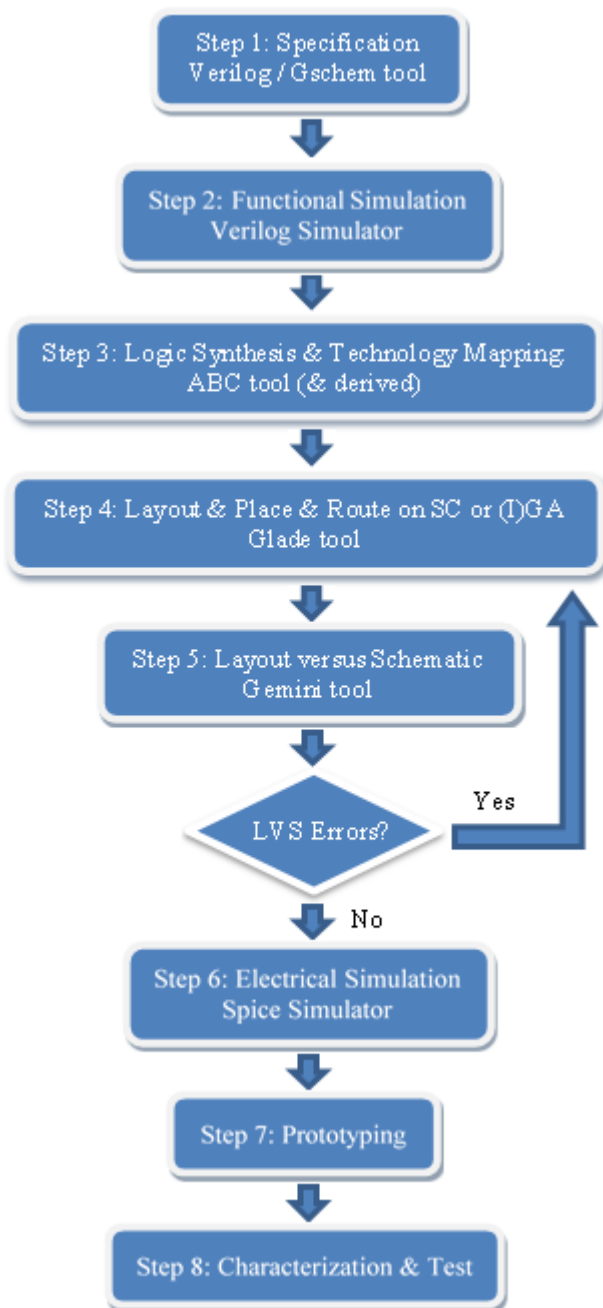 Step 1: Specification
Verilog / Gschem tool
Step 2: Functional Simulation
Verilog Simulator
Step 3: Logic Synthesis & Technology Mapping
ABC tool (& derived)
Step 4: Layout & Place & Route on SC or (I)GA
Glade tool
Step 5: Layout versus Schematic
Gemini tool
LVS Errors?
Yes
No
Step 6: Electrical Simulation
Spice Simulator
Step 7: Prototyping
Step 8: Characterization & Test